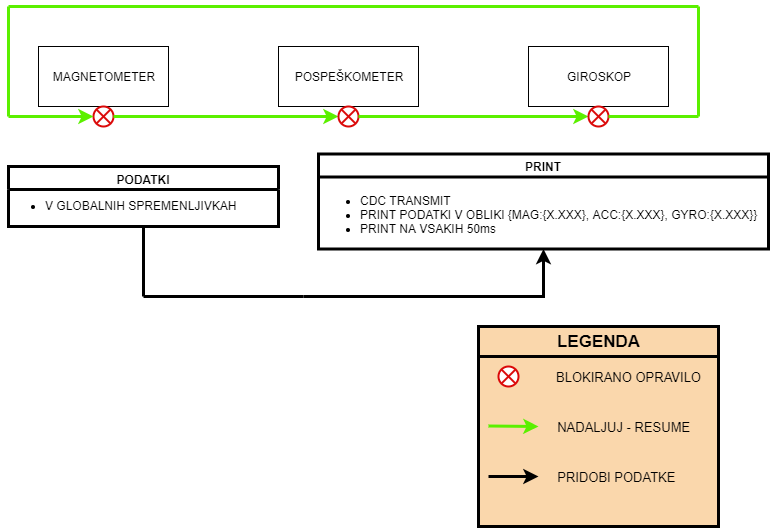 MAGNETOMETER
POSPEŠKOMETER
GIROSKOP
PODATKI
V GLOBALNIH SPREMENLJIVKAH
PRINT
CDC TRANSMIT
PRINT PODATKI V OBLIKI {MAG:{X.XXX}, ACC:{X.XXX}, GYRO:{X.XXX}}
PRINT NA VSAKIH 50ms
LEGENDA
BLOKIRANO OPRAVILO
NADALJUJ - RESUME
PRIDOBI PODATKE